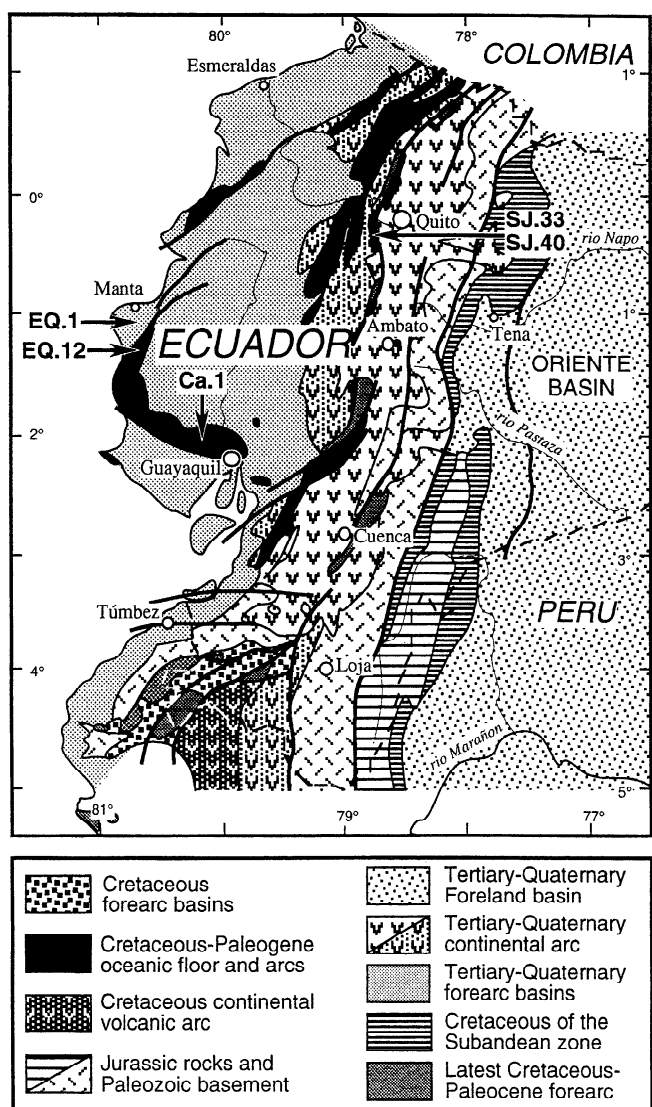 80°
78°
COLOMBIA
Esmeraldas
1°
0°
Quito
SJ.33
SJ.40
rio Napo
Manta
EQ.1
ECUADOR
Ambato
1°
Tena
EQ.12
Ca.1
ORIENTE
BASIN
2°
rio Pastaza
Guayaquil
Cuenca
3°
Túmbez
PERU
4°
Loja
rio Marañon
5°
81°
79°
77°
Cretaceous
forearc basins
Cretaceous-Paleogene
oceanic floor and arcs
Cretaceous continental
volcanic arc
Jurassic rocks and
Paleozoic basement
Tertiary-Quaternary
Foreland basin
Tertiary-Quaternary
continental arc
Tertiary-Quaternary
forearc basins
Cretaceous of the
Subandean zone
Latest Cretaceous-
Paleocene forearc